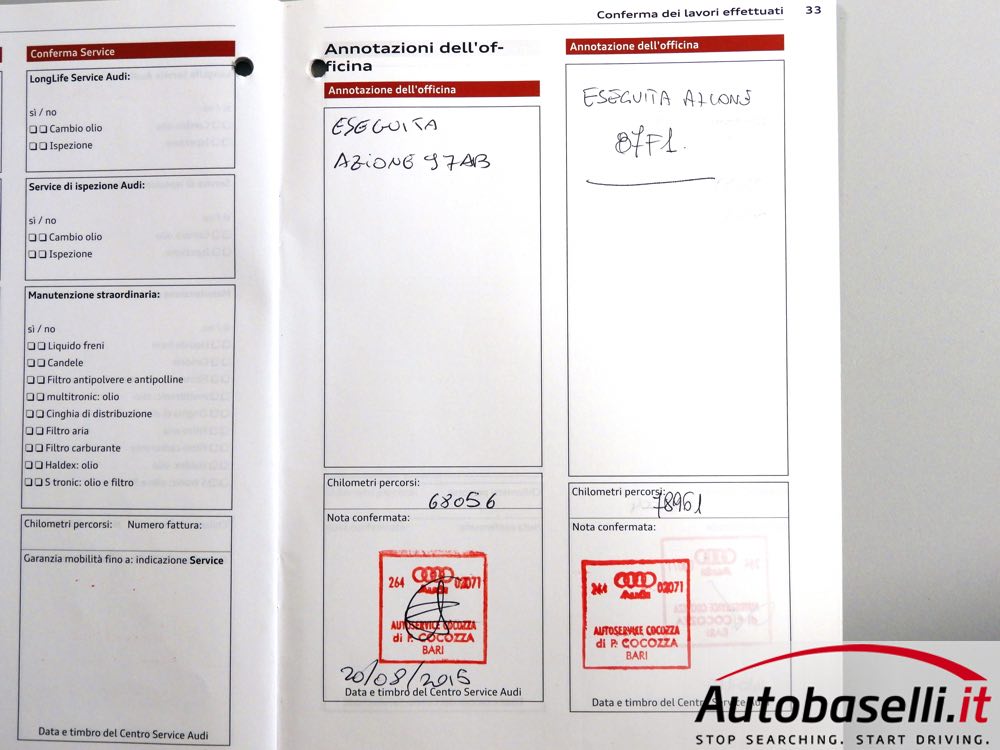 Conferma dei lavori effettuati 33
Conferma Service
LongLife Service Audi:
sì / no
Cambio olio
Ispezione
Service di ispezione Audi:
sì / no
Cambio olio
Ispezione
Manutenzione straordinaria:
sì / no
Liquido freni
Candele
Filtro antipolvere e antipolline
multitronic: olio
Cinghia di distribuzione
Filtro aria
Filtro carburante
Haldex: olio
S tronic: olio e filtro
Chilometri percorsi: Numero fattura:
Garanzia mobilità fino a: indicazione Service
Data e timbro del Centro Service Audi
Annotazioni dell'of-
ficina
Annotazione dell'officina
ESEGUITA
AZIONE 97AB
Chilometri percorsi:
68056
Nota confermata:
264 02071
Audi
AUTOSERVICE COCOZZA
di P. COCOZZA
BARI
20/08/2015
Data e timbro del Centro Service Audi
Annotazione dell'officina
ESEGUITA AZIONE
87F1.
Chilometri percorsi:
78961
Nota confermata:
264 02071
Audi
AUTOSERVICE COCOZZA
di P. COCOZZA
BARI
Data e timbro del Centro Service Audi
Autobaselli.it
STOP SEARCHING. START DRIVING.